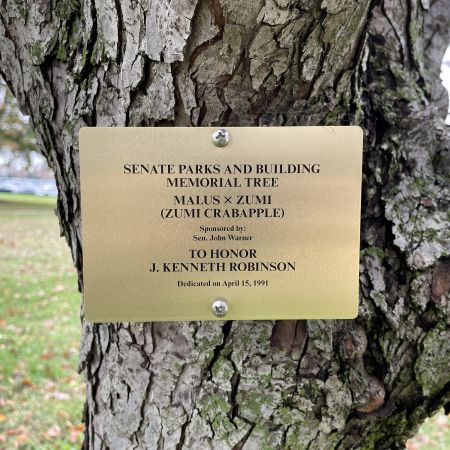 SENATE PARKS AND BUILDING
MEMORIAL TREE
MALUS × ZUMI
(ZUMI CRABAPPLE)
Sponsored by:
Sen. John Warner
TO HONOR
J. KENNETH ROBINSON
Dedicated on April 15, 1991